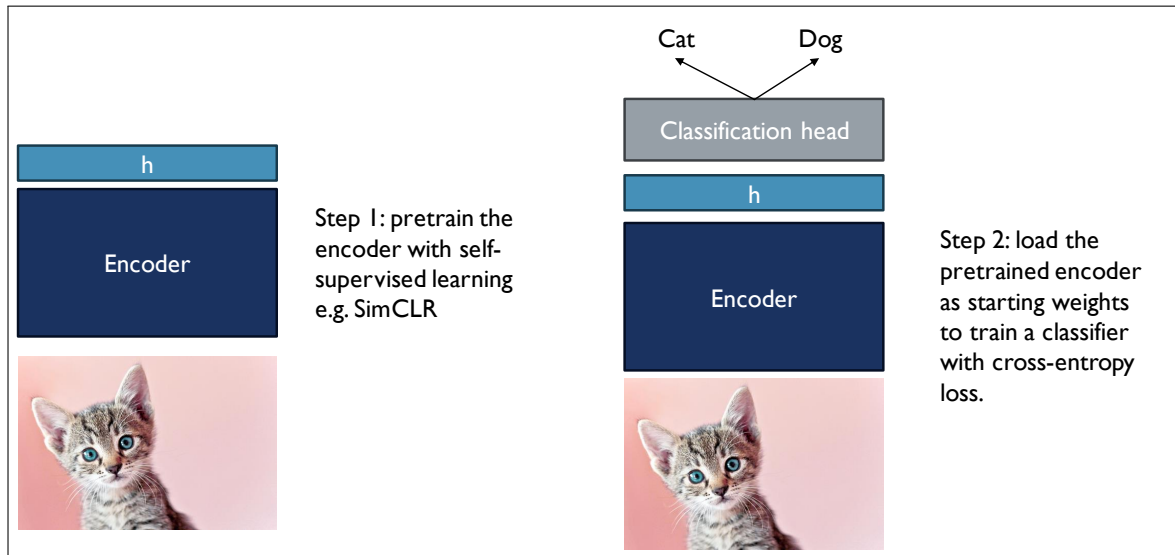 h
Encoder
Step 1: pretrain the
encoder with self-
supervised learning
e.g. SimCLR
Cat
Dog
Classification head
h
Encoder
Step 2: load the
pretrained encoder
as starting weights
to train a classifier
with cross-entropy
loss.